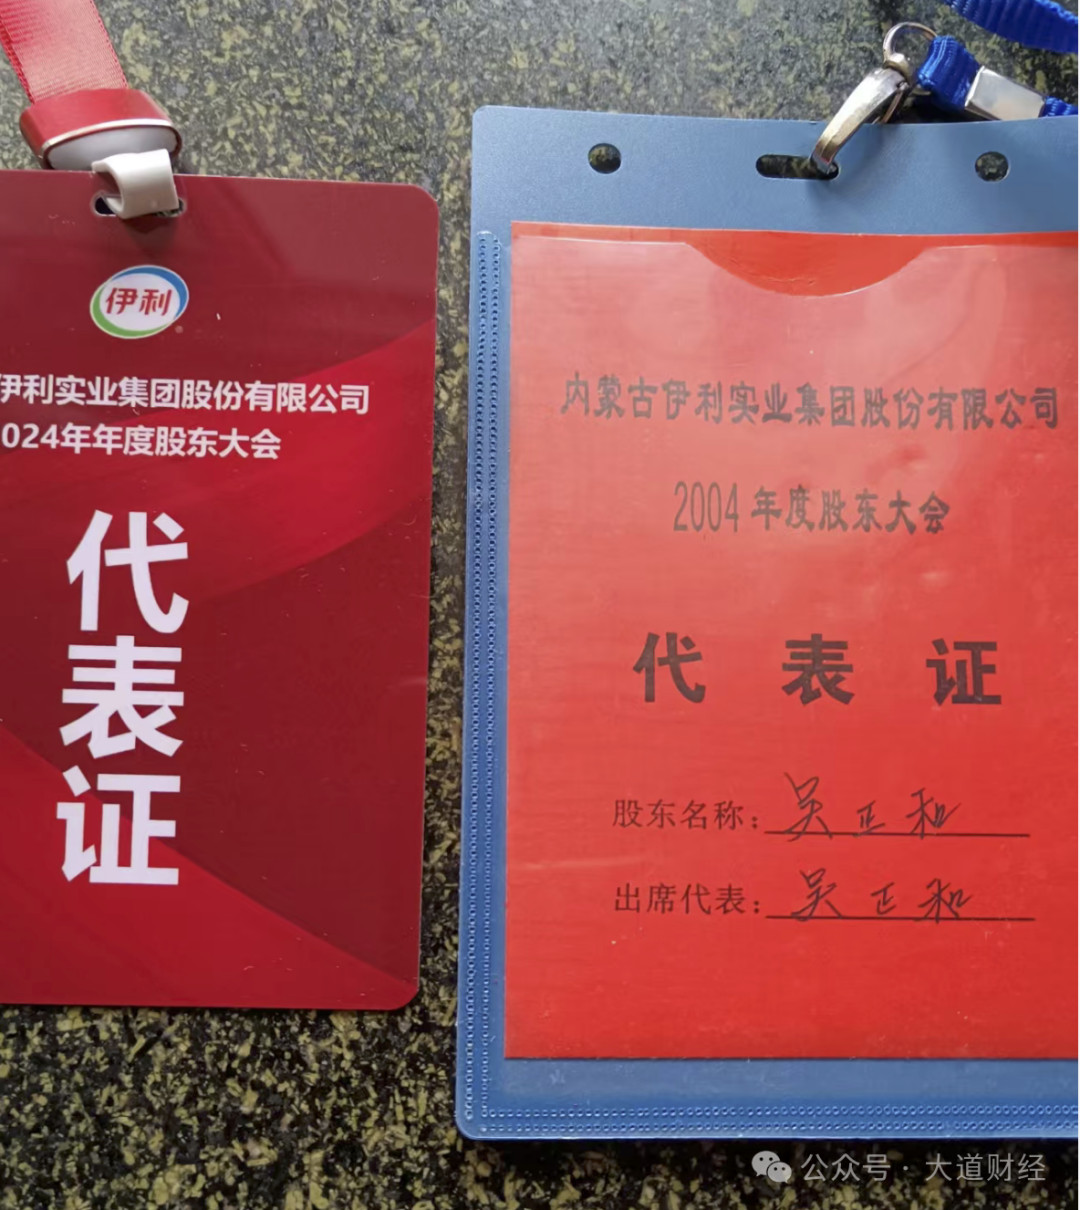 伊利
伊利实业集团股份有限公司
024年年度股东大会
代
表
证
内蒙古伊利实业集团股份有限公司
2004年度股东大会
代表证
股东名称：吴正和
出席代表：吴正和
公众号·大道财经